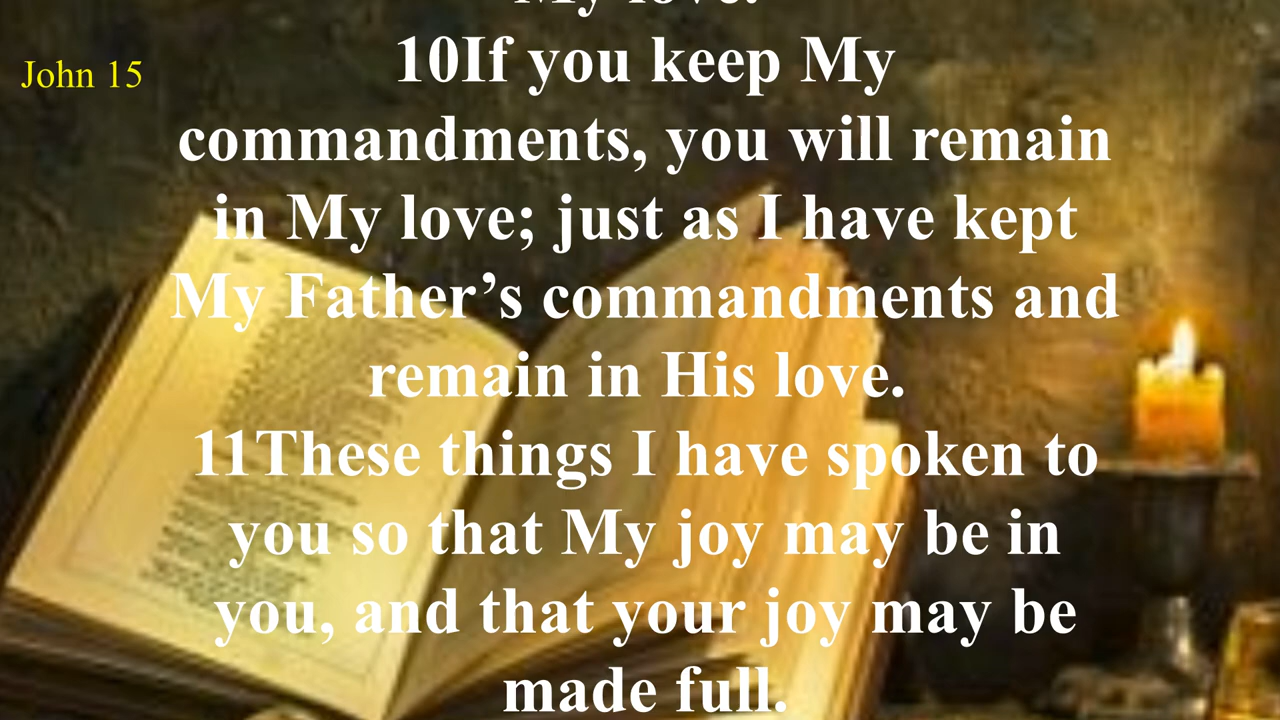 My love.
John 15
10If you keep My
commandments, you will remain
in My love; just as I have kept
My Father’s commandments and
remain in His love.
11These things I have spoken to
you so that My joy may be in
you, and that your joy may be
made full.